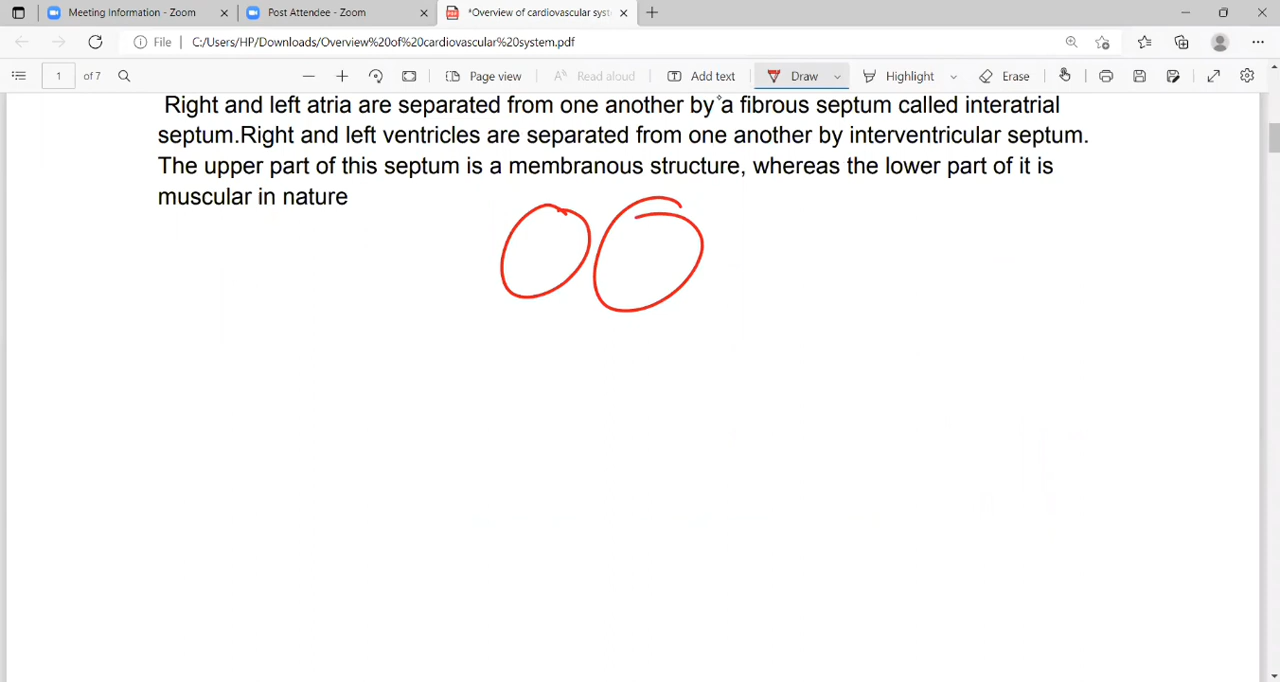 Meeting Information - Zoom
Post Attendee - Zoom
*Overview of cardiovascular syst
File
C:/Users/HP/Downloads/Overview%20of%20cardiovascular%20system.pdf
1 of 7
Page view
Read aloud
Add text
Draw
Highlight
Erase
Right and left atria are separated from one another by a fibrous septum called interatrial
septum.Right and left ventricles are separated from one another by interventricular septum.
The upper part of this septum is a membranous structure, whereas the lower part of it is
muscular in nature